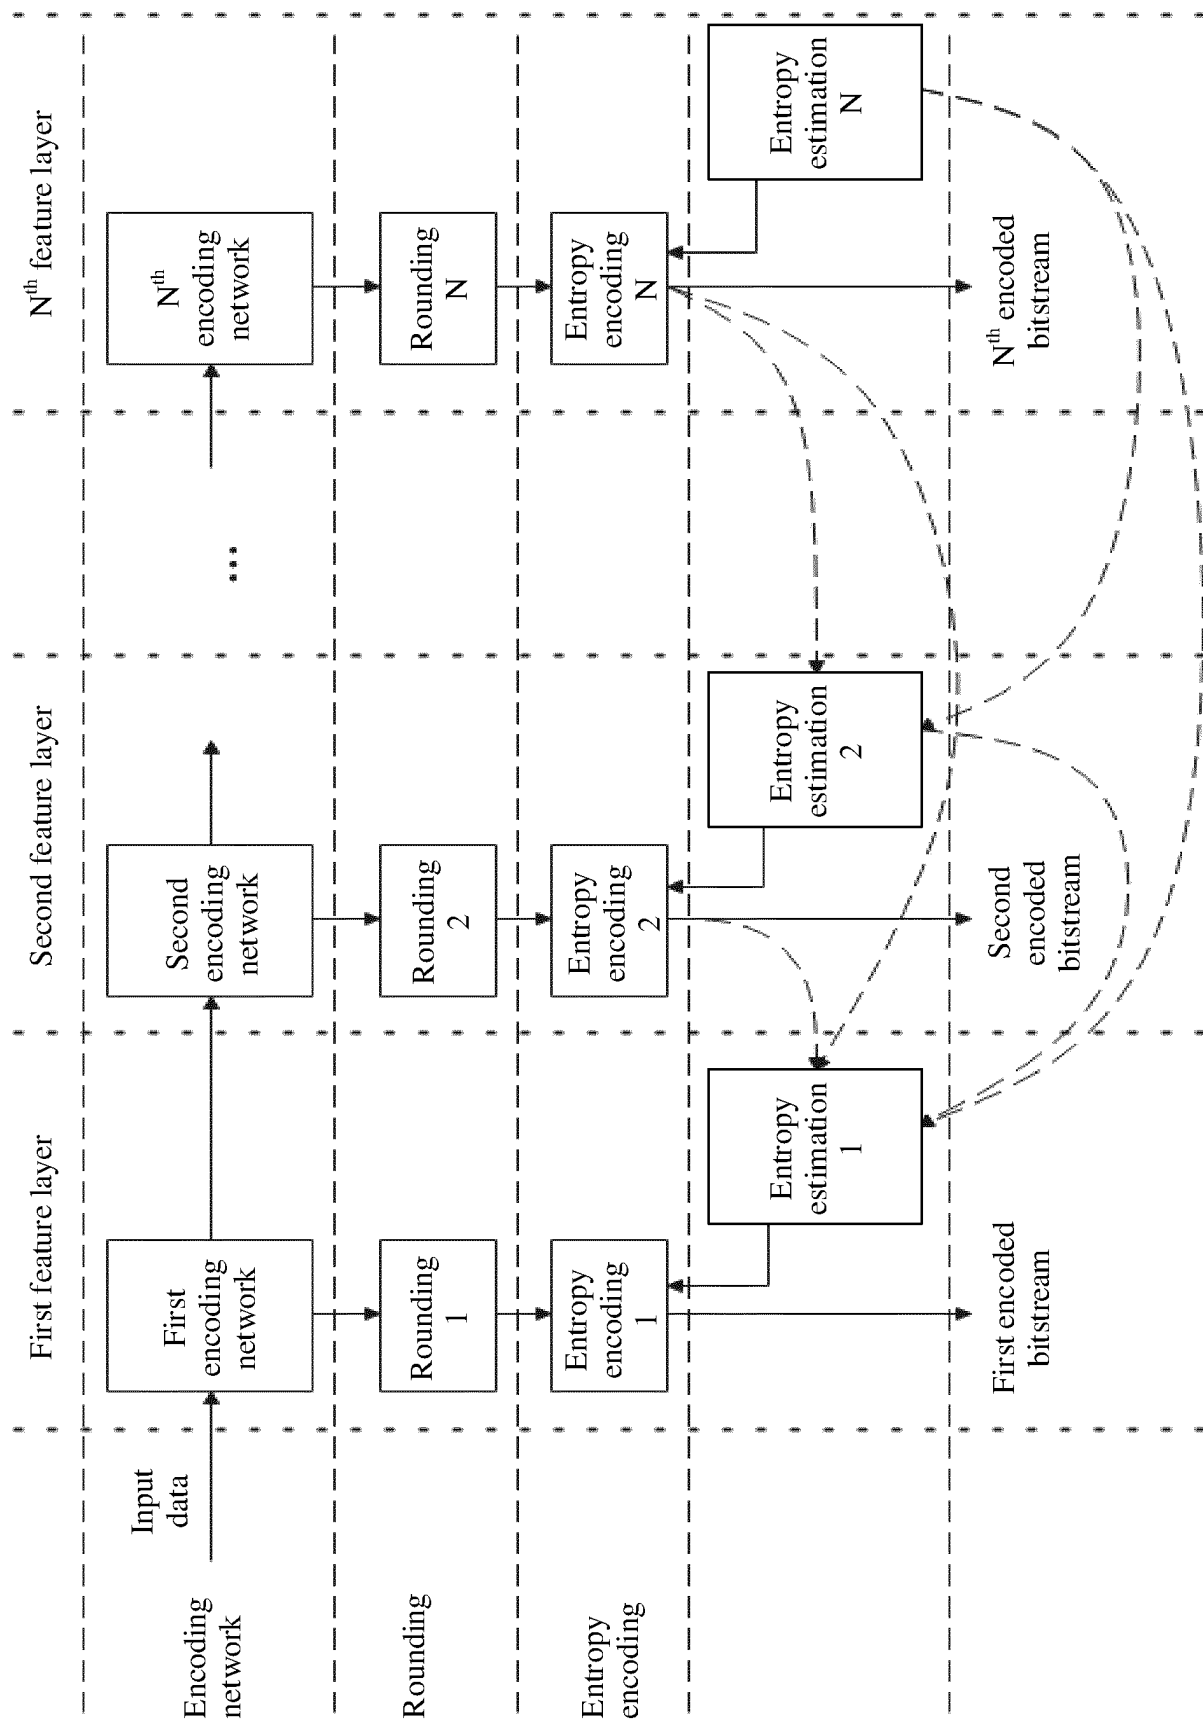 First feature layer
Second feature layer
Nth feature layer
Encoding
network
Input
data
First
encoding
network
Second
encoding
network
...
Nth
encoding
network
Rounding
Rounding
1
Rounding
2
Rounding
N
Entropy
encoding
Entropy
encoding
1
Entropy
encoding
2
Entropy
encoding
N
Entropy
estimation
1
Entropy
estimation
2
Entropy
estimation
N
First encoded
bitstream
Second
encoded
bitstream
Nth encoded
bitstream